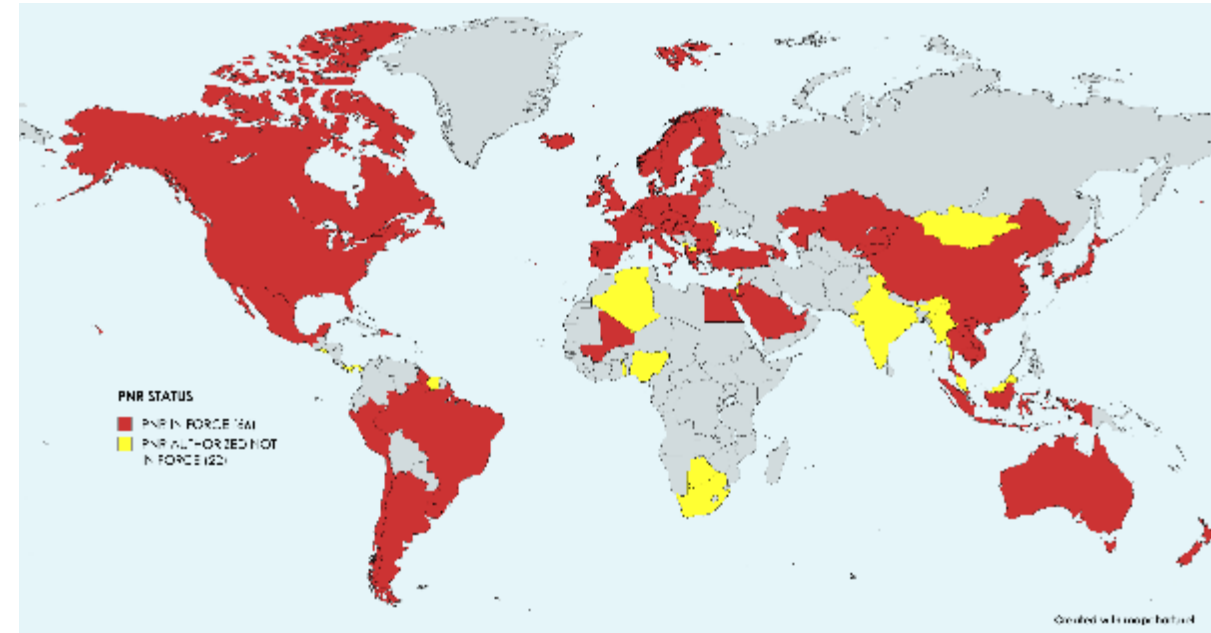 PNR STATUS
PNR IN FORCE (66)
PNR AUTHORIZED NOT
IN FORCE (22)
Created with mapchart.net